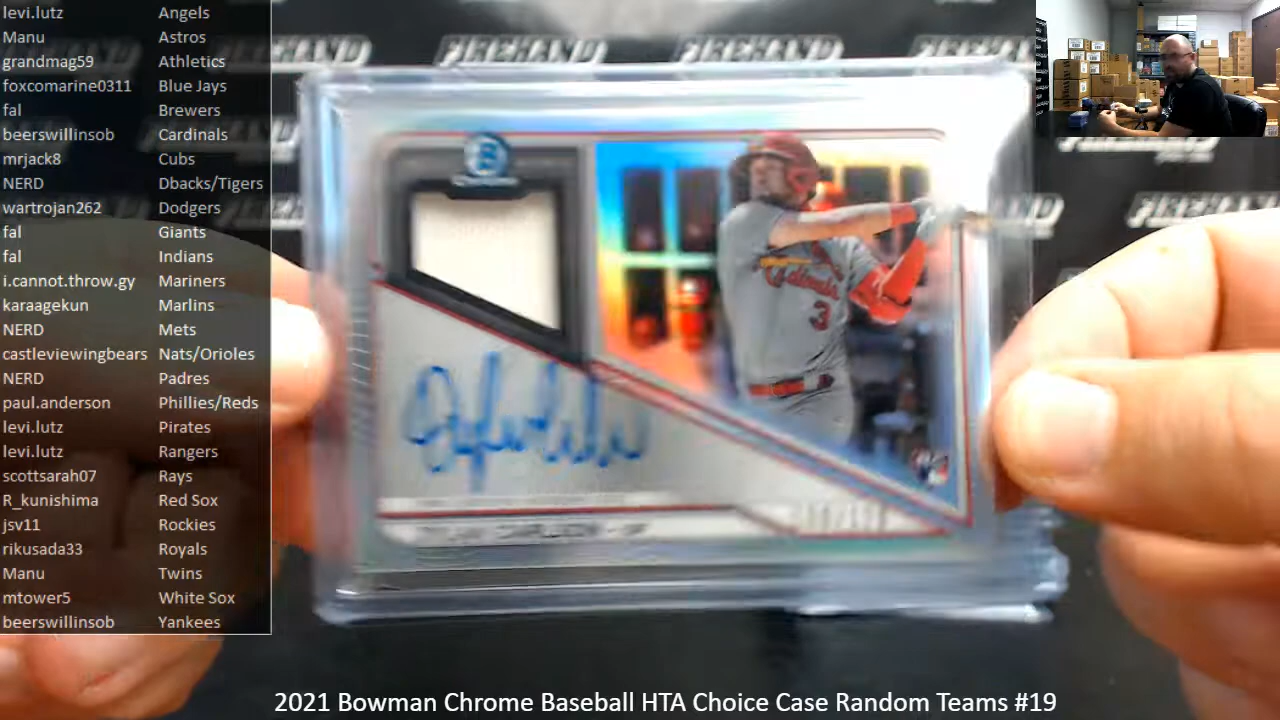 levi.lutz Angels
Manu Astros
grandmag59 Athletics
foxcomarine0311 Blue Jays
fal Brewers
beerswillinsob Cardinals
mrjack8 Cubs
NERD Dbacks/Tigers
wartrojan262 Dodgers
fal Giants
fal Indians
i.cannot.throw.gy Mariners
karaagekun Marlins
NERD Mets
castleviewingbears Nats/Orioles
NERD Padres
paul.anderson Phillies/Reds
levi.lutz Pirates
levi.lutz Rangers
scottsarah07 Rays
R_kunishima Red Sox
jsv11 Rockies
rikusada33 Royals
Manu Twins
mtower5 White Sox
beerswillinsob Yankees
FIREHAND FIREHAND FIREHAND
FIREHAND
B
Cardinals
3
2021 Bowman Chrome Baseball HTA Choice Case Random Teams #19